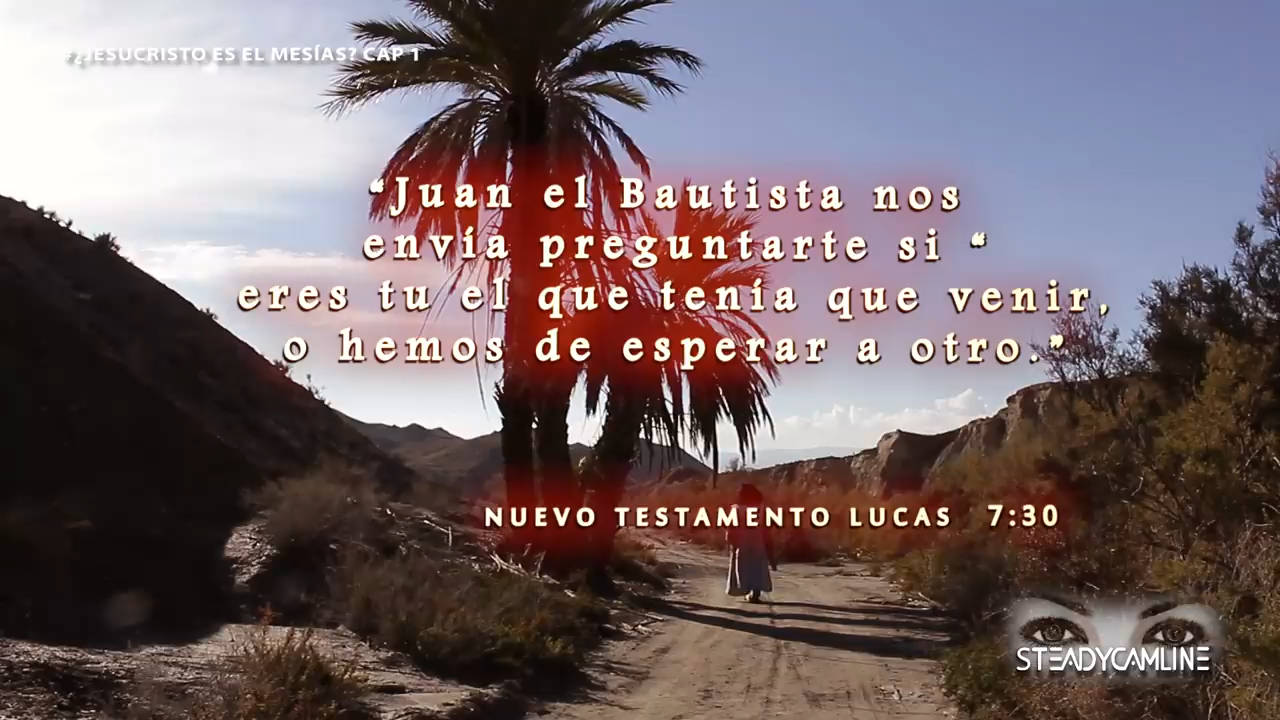 #¿JESUCRISTO ES EL MESÍAS? CAP 1
“Juan el Bautista nos
envía preguntarte si “
eres tu el que tenía que venir,
o hemos de esperar a otro.”
NUEVO TESTAMENTO LUCAS 7:30
STEADYCAMLINE